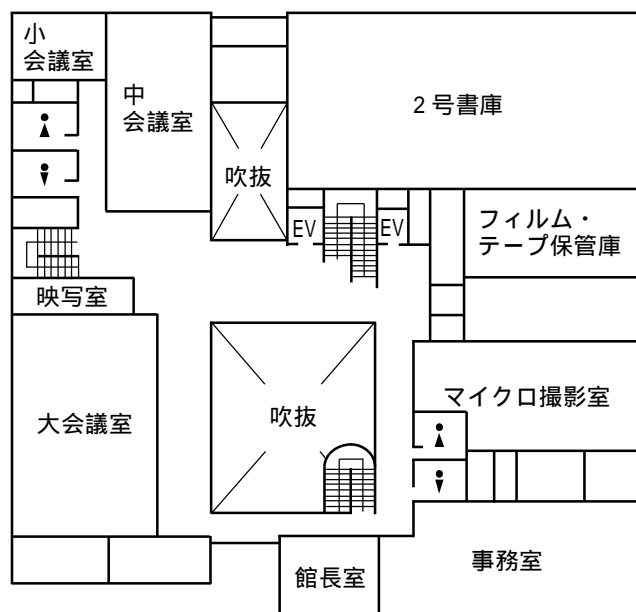 小
会議室
中
会議室
2号書庫
吹抜
EV
EV
フィルム・
テープ保管庫
映写室
大会議室
吹抜
マイクロ撮影室
館長室
事務室